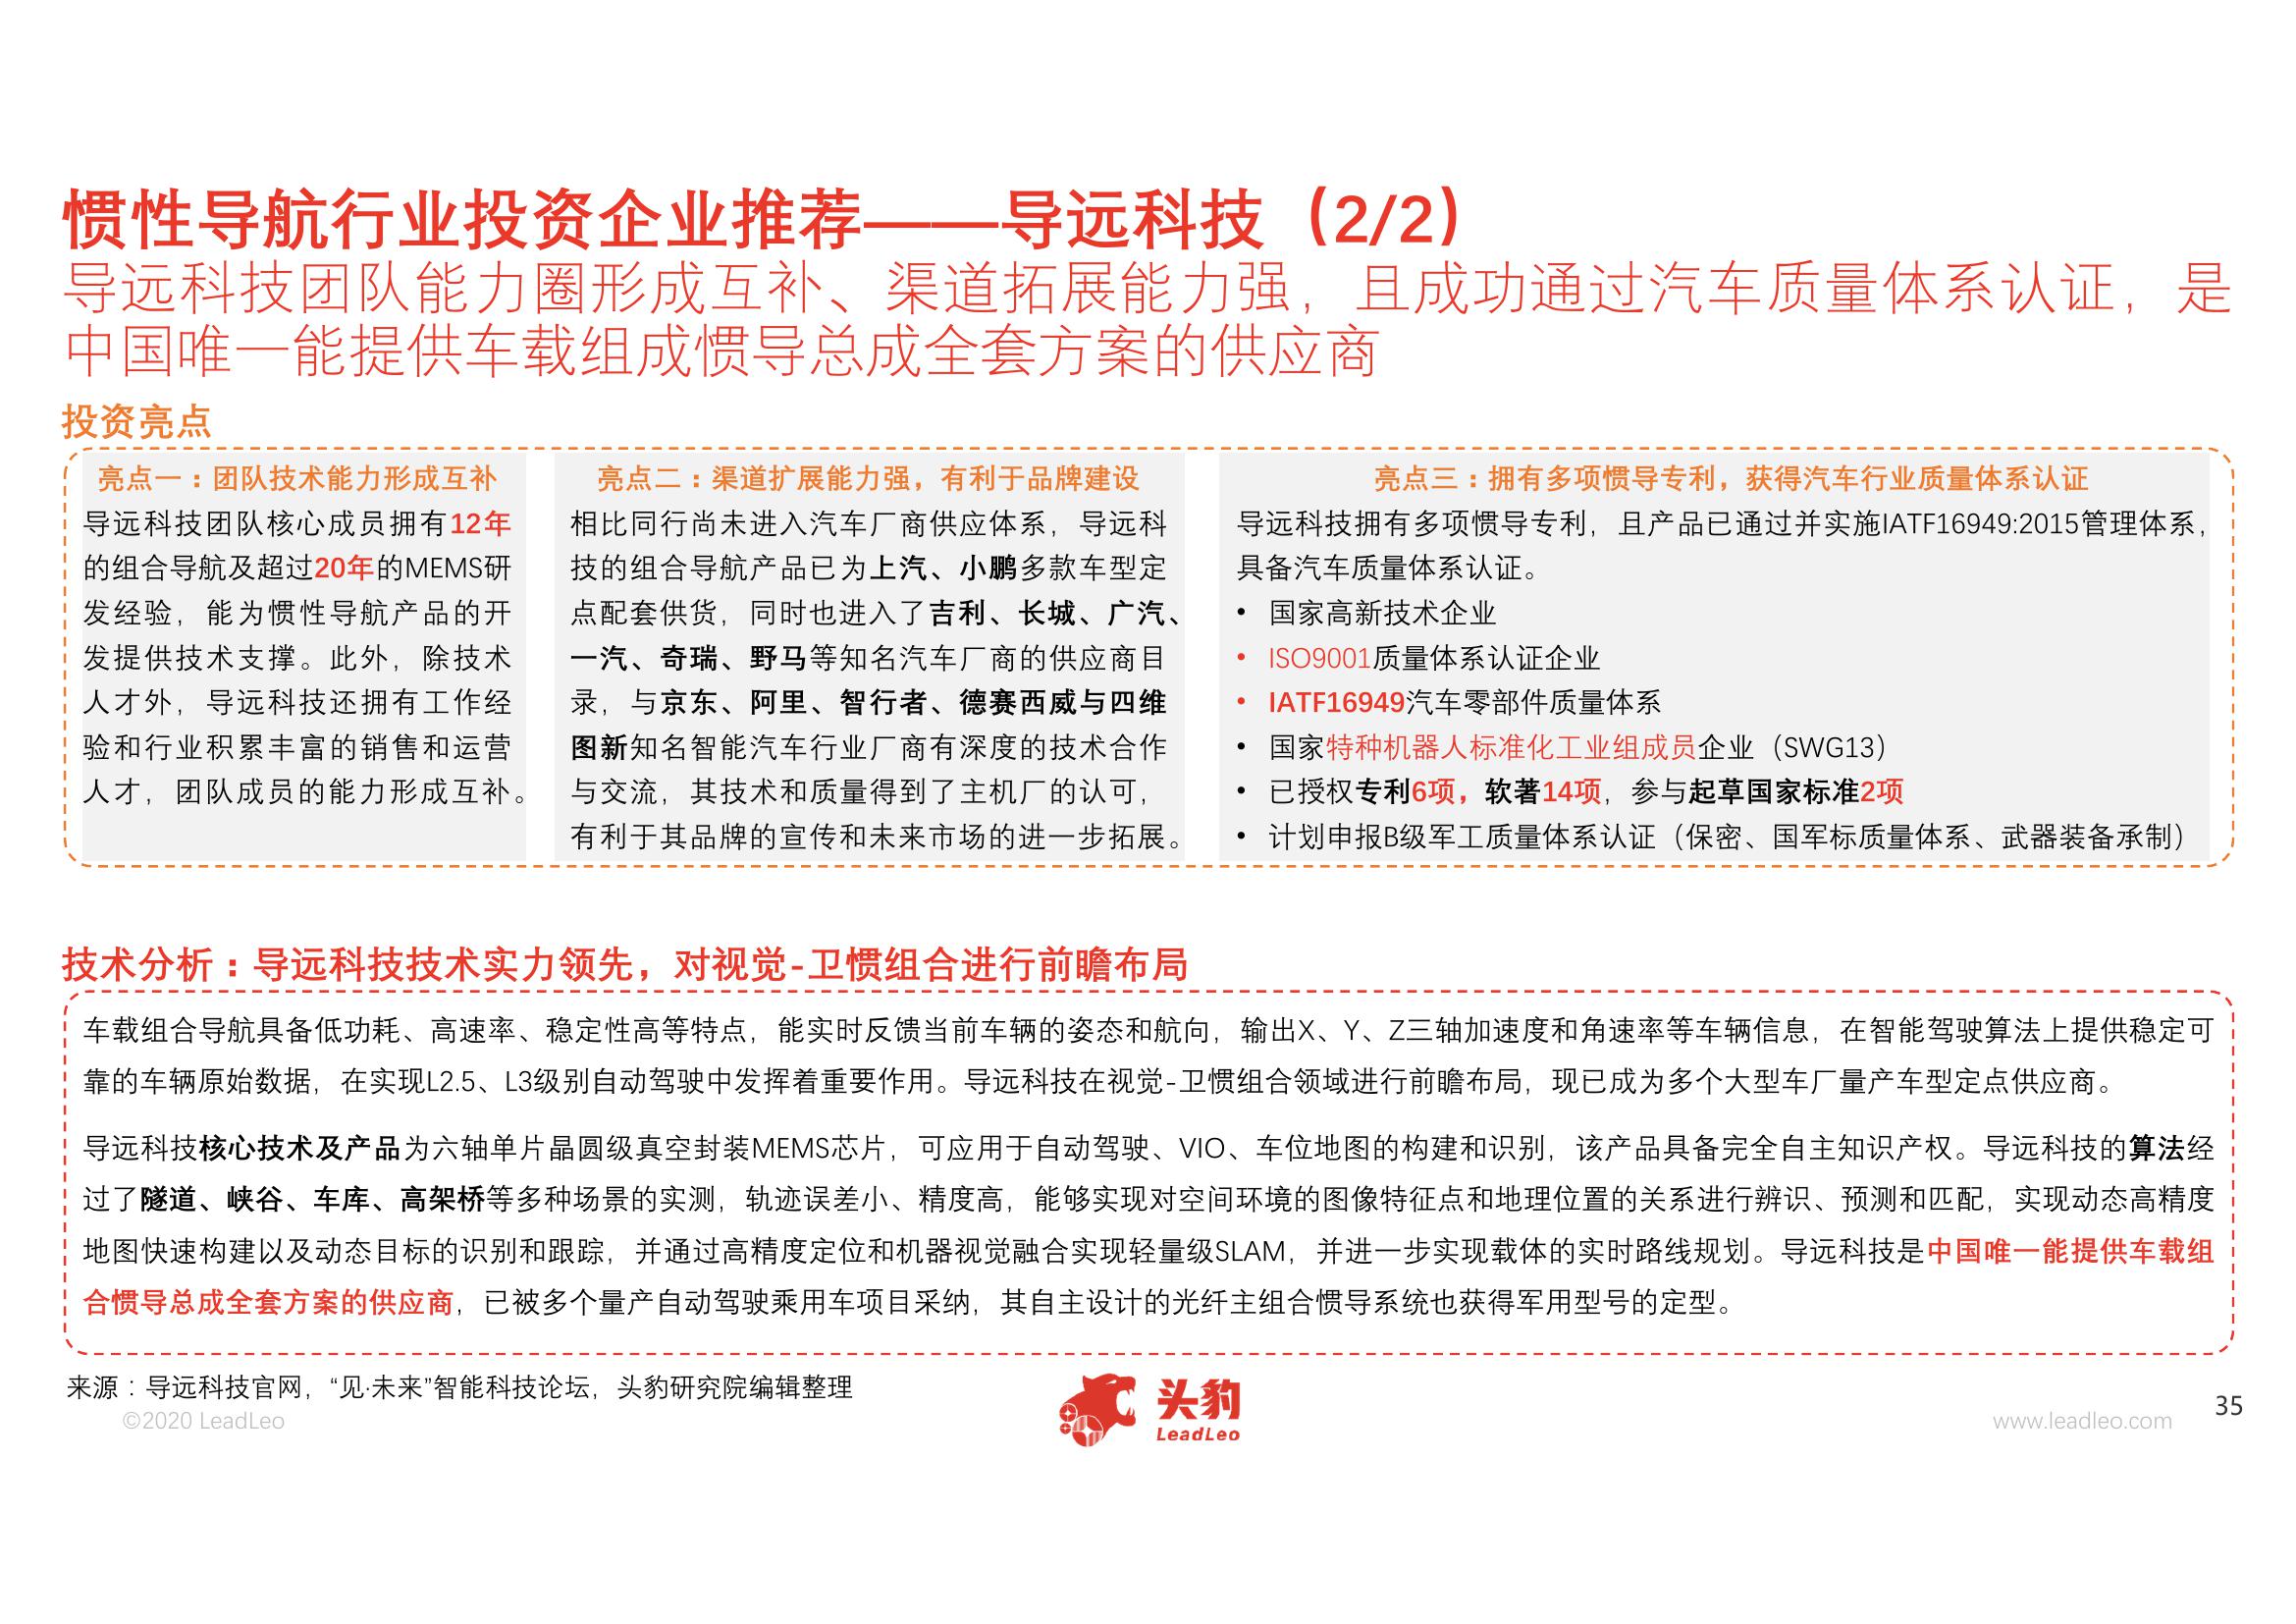 惯性导航行业投资企业推荐——导远科技（2/2）
导远科技团队能力圈形成互补、渠道拓展能力强，且成功通过汽车质量体系认证，是
中国唯一能提供车载组成惯导总成全套方案的供应商
投资亮点
亮点一：团队技术能力形成互补
导远科技团队核心成员拥有12年
的组合导航及超过20年的MEMS研
发经验，能为惯性导航产品的开
发提供技术支撑。此外，除技术
人才外，导远科技还拥有工作经
验和行业积累丰富的销售和运营
人才，团队成员的能力形成互补。
亮点二：渠道扩展能力强，有利于品牌建设
相比同行尚未进入汽车厂商供应体系，导远科
技的组合导航产品已为上汽、小鹏多款车型定
点配套供货，同时也进入了吉利、长城、广汽、
一汽、奇瑞、野马等知名汽车厂商的供应商目
录，与京东、阿里、智行者、德赛西威与四维
图新知名智能汽车行业厂商有深度的技术合作
与交流，其技术和质量得到了主机厂的认可，
有利于其品牌的宣传和未来市场的进一步拓展。
亮点三：拥有多项惯导专利，获得汽车行业质量体系认证
导远科技拥有多项惯导专利，且产品已通过并实施IATF16949:2015管理体系，
具备汽车质量体系认证。
• 国家高新技术企业
• ISO9001质量体系认证企业
• IATF16949汽车零部件质量体系
• 国家特种机器人标准化工业组成员企业（SWG13）
• 已授权专利6项，软著14项，参与起草国家标准2项
• 计划申报B级军工质量体系认证（保密、国军标质量体系、武器装备承制）
技术分析：导远科技技术实力领先，对视觉-卫惯组合进行前瞻布局
车载组合导航具备低功耗、高速率、稳定性高等特点，能实时反馈当前车辆的姿态和航向，输出X、Y、Z三轴加速度和角速率等车辆信息，在智能驾驶算法上提供稳定可
靠的车辆原始数据，在实现L2.5、L3级别自动驾驶中发挥着重要作用。导远科技在视觉-卫惯组合领域进行前瞻布局，现已成为多个大型车厂量产车型定点供应商。
导远科技核心技术及产品为六轴单片晶圆级真空封装MEMS芯片，可应用于自动驾驶、VIO、车位地图的构建和识别，该产品具备完全自主知识产权。导远科技的算法经
过了隧道、峡谷、车库、高架桥等多种场景的实测，轨迹误差小、精度高，能够实现对空间环境的图像特征点和地理位置的关系进行辨识、预测和匹配，实现动态高精度
地图快速构建以及动态目标的识别和跟踪，并通过高精度定位和机器视觉融合实现轻量级SLAM，并进一步实现载体的实时路线规划。导远科技是中国唯一能提供车载组
合惯导总成全套方案的供应商，已被多个量产自动驾驶乘用车项目采纳，其自主设计的光纤主组合惯导系统也获得军用型号的定型。
来源：导远科技官网，“见·未来”智能科技论坛，头豹研究院编辑整理
©2020 LeadLeo
头豹
LeadLeo
www.leadleo.com
35